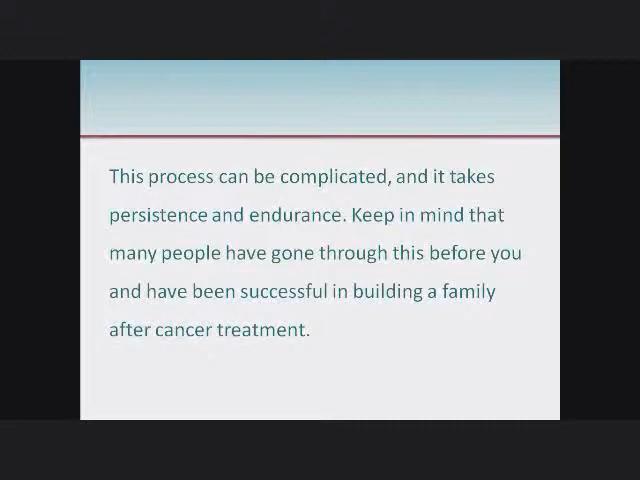 This process can be complicated, and it takes
persistence and endurance. Keep in mind that
many people have gone through this before you
and have been successful in building a family
after cancer treatment.